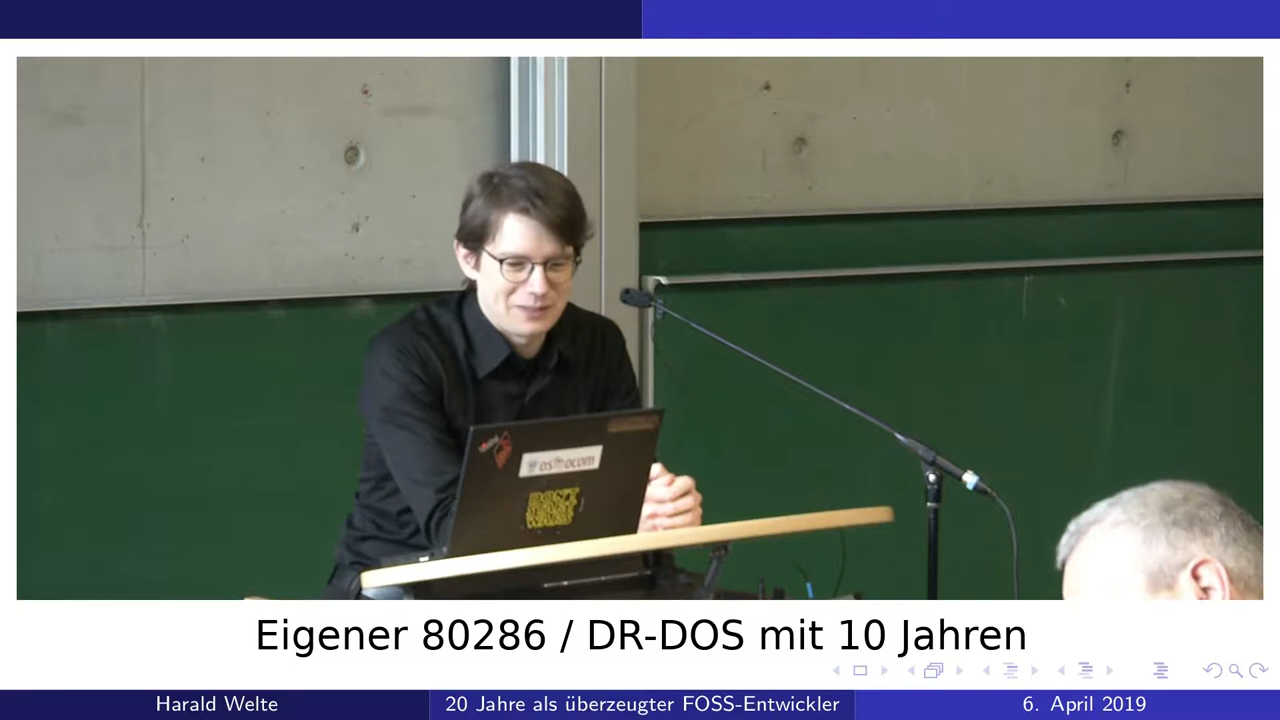 osmocom
Eigener 80286 / DR-DOS mit 10 Jahren
Harald Welte
20 Jahre als überzeugter FOSS-Entwickler
6. April 2019